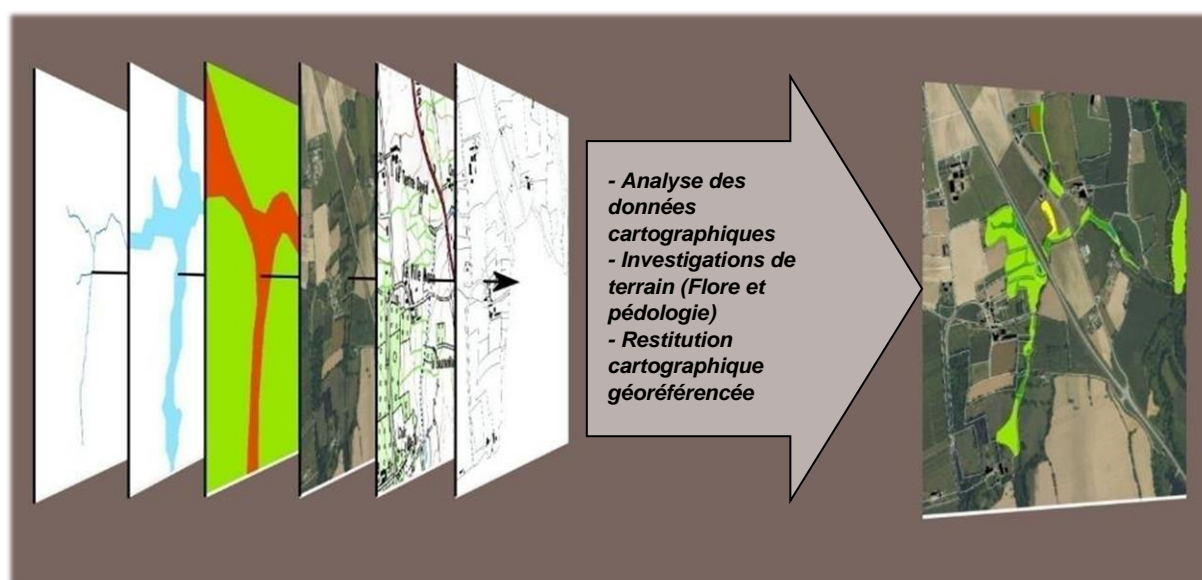 - Analyse des
données
cartographiques
- Investigations de
terrain (Flore et
pédologie)
- Restitution
cartographique
géoréférencée